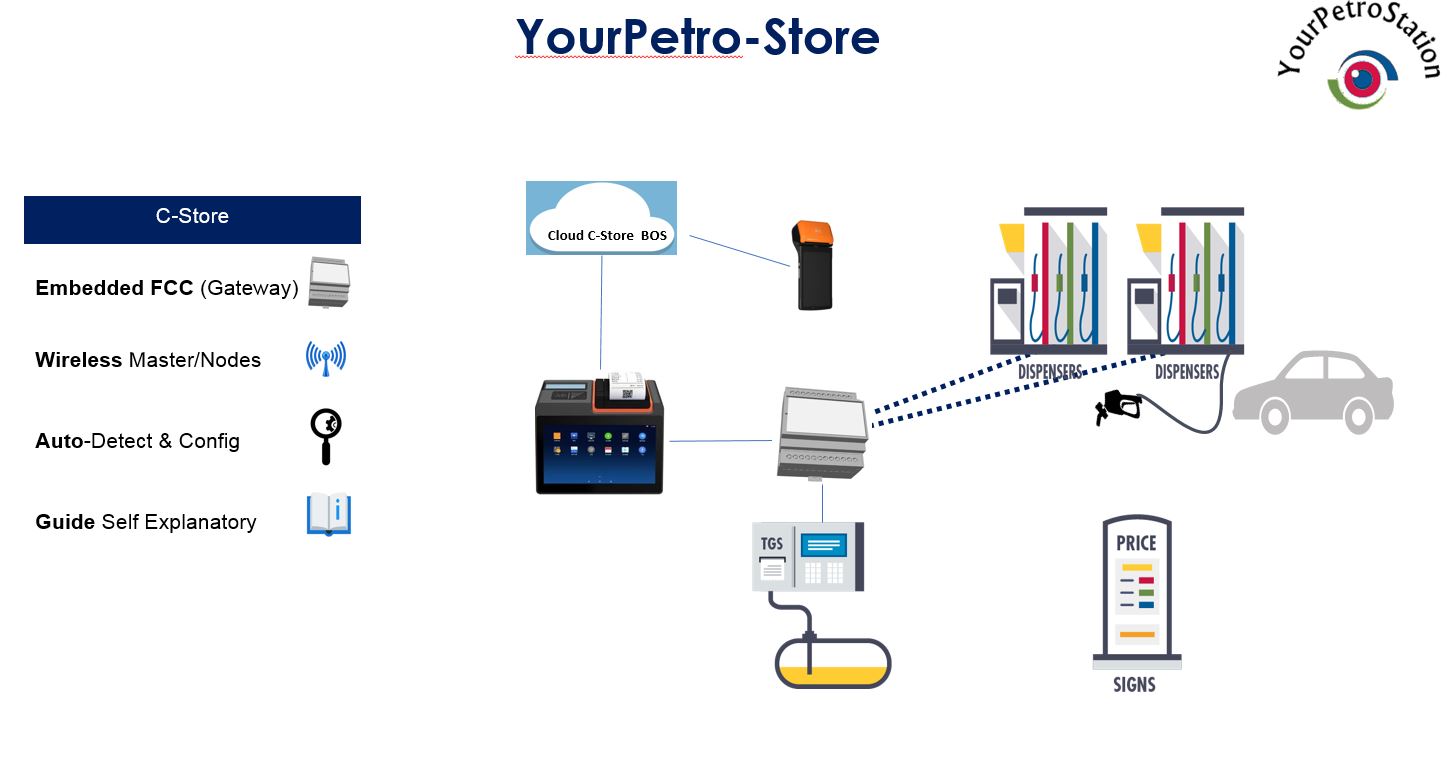 YourPetro-Store
YourPetroStation
C-Store
Embedded FCC (Gateway)
Wireless Master/Nodes
Auto-Detect & Config
Guide Self Explanatory
Cloud C-Store BOS
DISPENSERS
DISPENSERS
TGS
PRICE
SIGNS